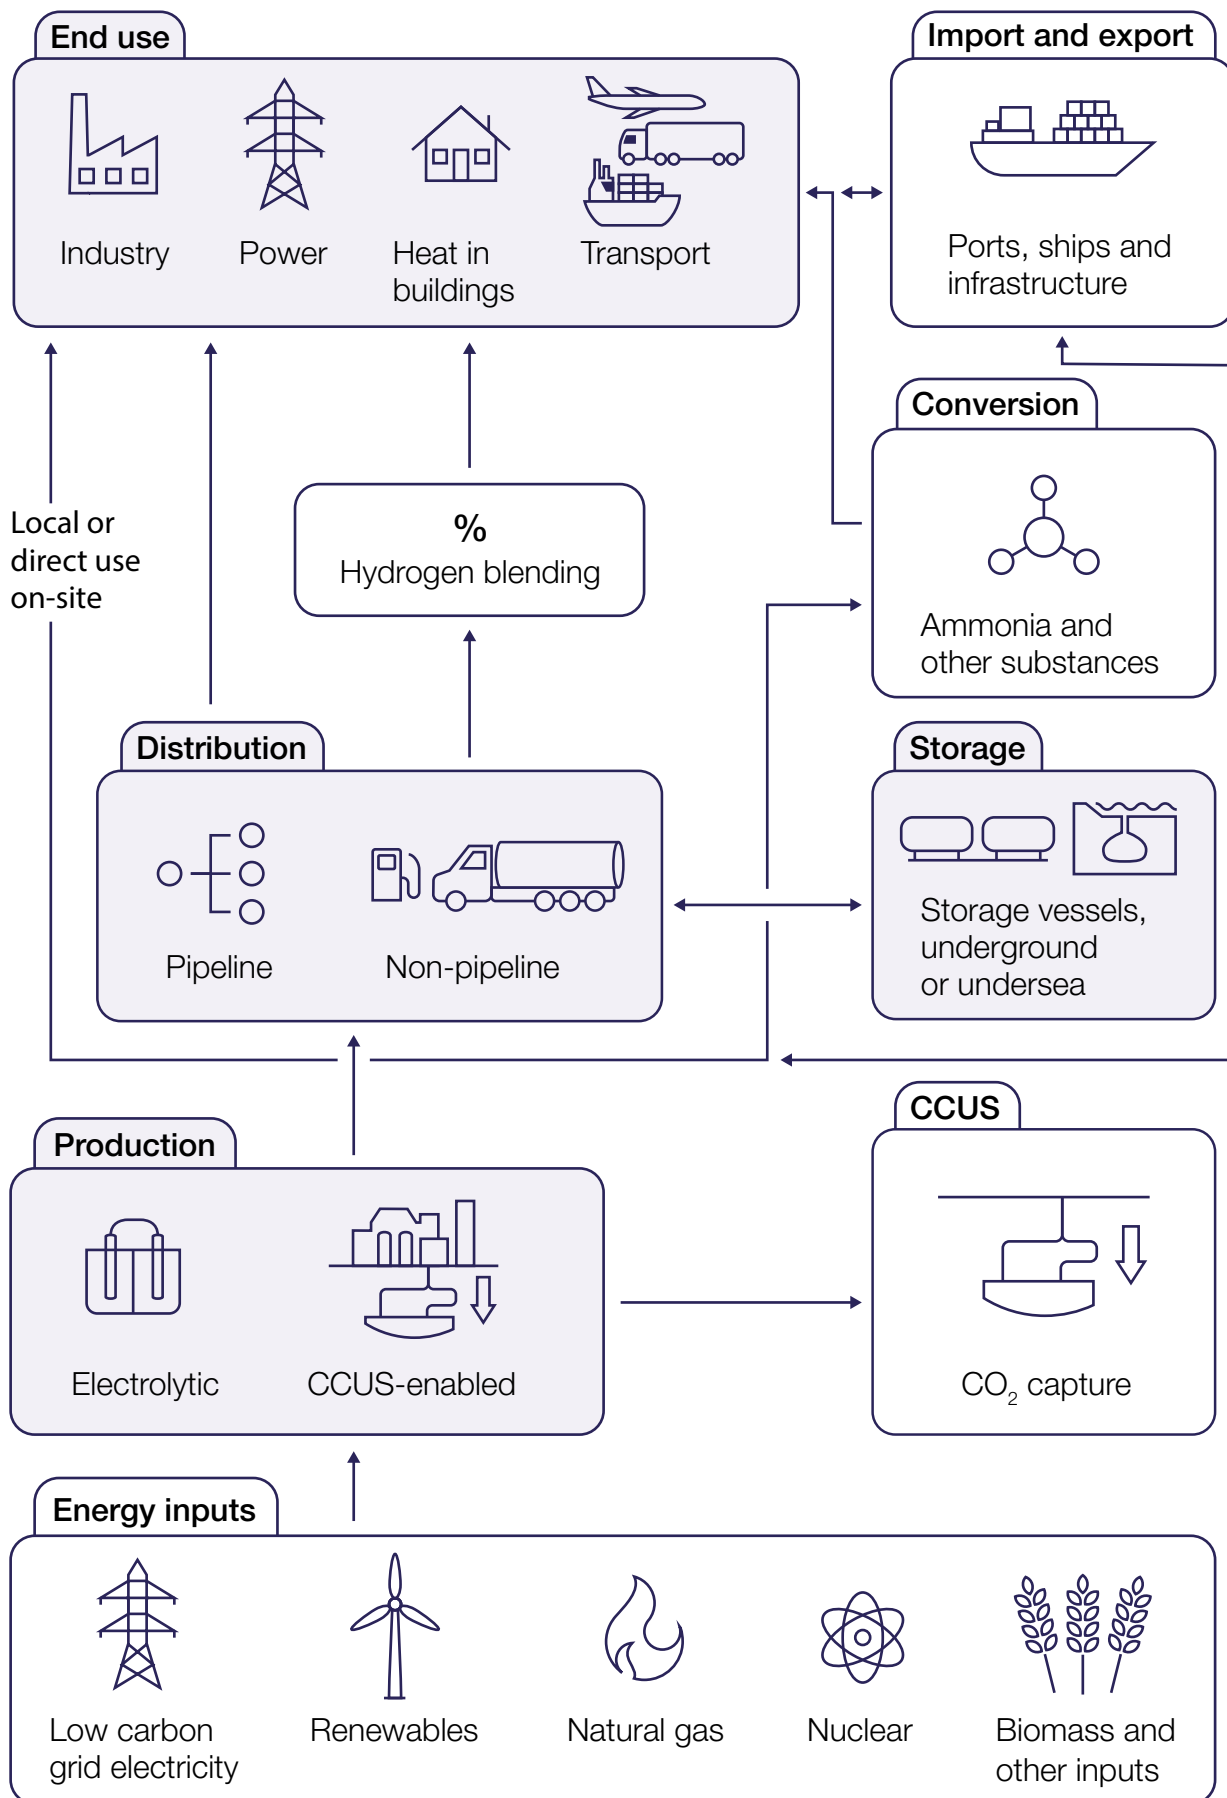 End use
Industry
Power
Heat in
buildings
Transport
Import and export
Ports, ships and
infrastructure
Conversion
Ammonia and
other substances
Local or
direct use
on-site
%
Hydrogen blending
Distribution
Pipeline
Non-pipeline
Storage
Storage vessels,
underground
or undersea
Production
Electrolytic
CCUS-enabled
CCUS
CO₂ capture
Energy inputs
Low carbon
grid electricity
Renewables
Natural gas
Nuclear
Biomass and
other inputs